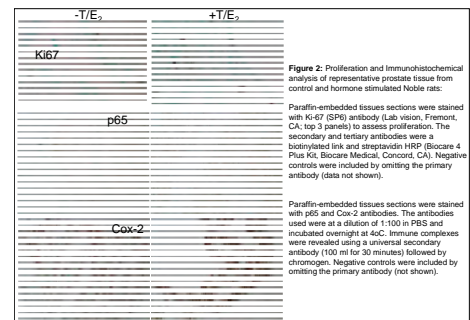 -T/E2 +T/E2
Ki67
p65
Cox-2
Figure 2: Proliferation and Immunohistochemical
analysis of representative prostate tissue from
control and hormone stimulated Noble rats:
Paraffin-embedded tissues sections were stained
with Ki-67 (SP6) antibody (Lab vision, Fremont,
CA; top 3 panels) to assess proliferation. The
secondary and tertiary antibodies were a
biotinylated link and streavidin HRP (Biocare 4
Plus Kit, Biocare Medical, Concord, CA). Negative
controls were included by omitting the primary
antibody (data not shown).
Paraffin-embedded tissues sections were stained
with p65 and Cox-2 antibodies. The antibodies
used were at a dilution of 1:100 in PBS and
incubated overnight at 4oC. Immune complexes
were revealed using a universal secondary
antibody (100 ml for 30 minutes) followed by
chromogen. Negative controls were included by
omitting the primary antibody (not shown).